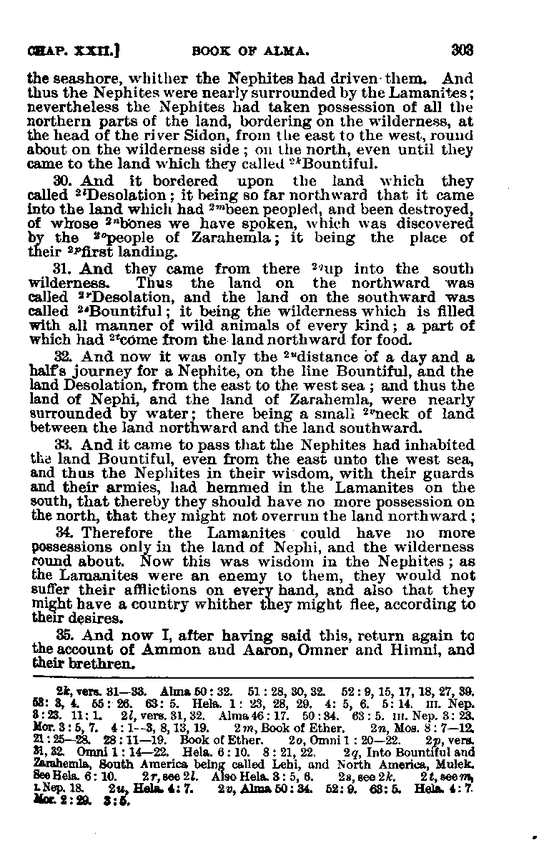 CHAP. XXII.] BOOK OF ALMA. 303
the seashore, whither the Nephites had driven them. And
thus the Nephites were nearly surrounded by the Lamanites;
nevertheless the Nephites had taken possession of all the
northern parts of the land, bordering on the wilderness, at
the head of the river Sidon, from the east to the west, round
about on the wilderness side; on the north, even until they
came to the land which they called ²ᵏBountiful.
30. And it bordered upon the land which they
called ²ˡDesolation; it being so far northward that it came
into the land which had ²ᵐbeen peopled, and been destroyed,
of whose ²ⁿbones we have spoken, which was discovered
by the ²ᵒpeople of Zarahemla; it being the place of
their ²ᵖfirst landing.
31. And they came from there ²qup into the south
wilderness. Thus the land on the northward was
called ²ʳDesolation, and the land on the southward was
called ²ˢBountiful; it being the wilderness which is filled
with all manner of wild animals of every kind; a part of
which had ²ᵗcome from the land northward for food.
32. And now it was only the ²ᵘdistance of a day and a
half's journey for a Nephite, on the line Bountiful, and the
land Desolation, from the east to the west sea; and thus the
land of Nephi, and the land of Zarahemla, were nearly
surrounded by water; there being a small ²ᵛneck of land
between the land northward and the land southward.
33. And it came to pass that the Nephites had inhabited
the land Bountiful, even from the east unto the west sea,
and thus the Nephites in their wisdom, with their guards
and their armies, had hemmed in the Lamanites on the
south, that thereby they should have no more possession on
the north, that they might not overrun the land northward;
34. Therefore the Lamanites could have no more
possessions only in the land of Nephi, and the wilderness
round about. Now this was wisdom in the Nephites; as
the Lamanites were an enemy to them, they would not
suffer their afflictions on every hand, and also that they
might have a country whither they might flee, according to
their desires.
35. And now I, after having said this, return again to
the account of Ammon and Aaron, Omner and Himni, and
their brethren.
2k, vers. 31—33. Alma 50: 32. 51: 28, 30, 32. 52: 9, 15, 17, 18, 27, 39.
53: 3, 4. 55: 26. 63: 5. Hela. 1: 23, 28, 29. 4: 5, 6. 5: 14. III. Nep.
3: 23. 11: 1. 2l, vers. 31, 32. Alma 46: 17. 50: 34. 63: 5. III. Nep. 3: 23.
Mor. 3: 5, 7. 4: 1--3, 8, 13, 19. 2m, Book of Ether. 2n, Mos. 8: 7—12.
21: 25—28. 28: 11—19. Book of Ether. 2o, Omni 1: 20—22. 2p, vers.
31, 32. Omni 1: 14—22. Hela. 6: 10. 8: 21, 22. 2q, Into Bountiful and
Zarahemla, South America being called Lehi, and North America, Mulek.
See Hela. 6: 10. 2r, see 2l. Also Hela. 3: 5, 6. 2s, see 2k. 2t, see m,
I. Nep. 18. 2u, Hela. 4: 7. 2v, Alma 50: 34. 52: 9. 63: 5. Hela. 4: 7.
Mor. 2: 29. 3: 5.